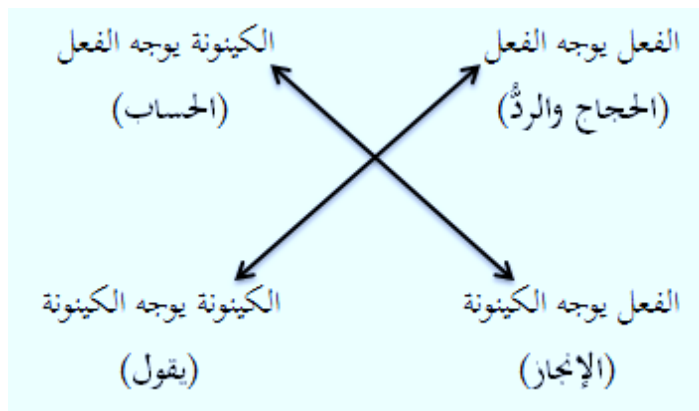 الفعل يوجه الفعل
(الحجاج والردُّ)
الكينونة يوجه الفعل
(الحساب)
الفعل يوجه الكينونة
(الإنجاز)
الكينونة يوجه الكينونة
(يقول)